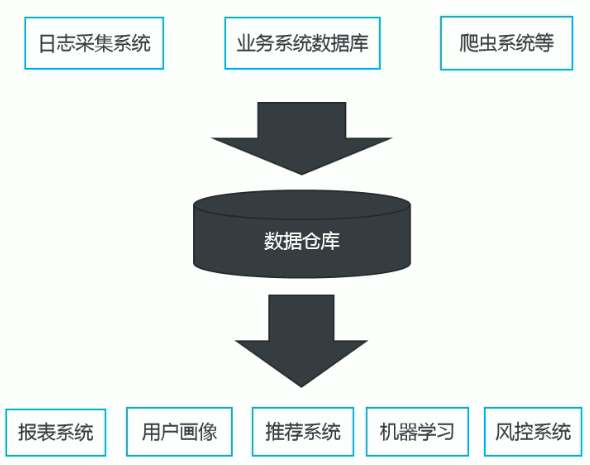 日志采集系统
业务系统数据库
爬虫系统等
数据仓库
报表系统
用户画像
推荐系统
机器学习
风控系统